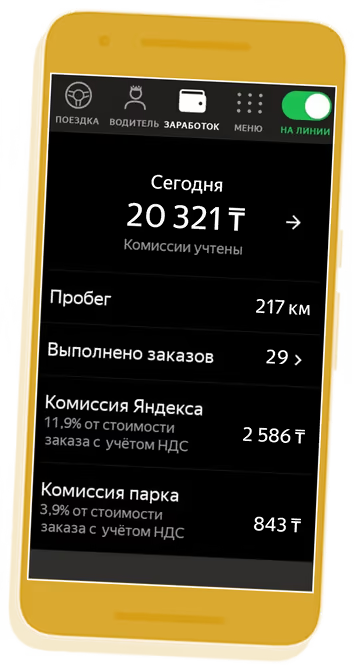 ПОЕЗДКА ВОДИТЕЛЬ ЗАРАБОТОК МЕНЮ НА ЛИНИИ
Сегодня
20 321 ₸
Комиссии учтены
Пробег 217 км
Выполнено заказов 29
Комиссия Яндекса
11,9% от стоимости
заказа с учётом НДС
2 586 ₸
Комиссия парка
3,9% от стоимости
заказа с учётом НДС
843 ₸